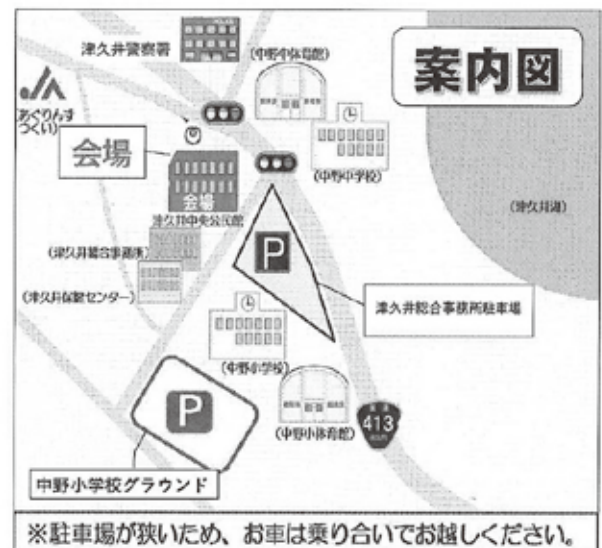 案内図
津久井警察署
(中野中体育館)
JA
(あぐりんず
つくい)
会場
(中野中学校)
会場
津久井中央公民館
(津久井湖)
(津久井総合事務所)
P
(津久井保健センター)
津久井総合事務所駐車場
(中野小学校)
P
(中野小体育館)
国道
413
中野小学校グラウンド
※駐車場が狭いため、お車は乗り合いでお越しください。